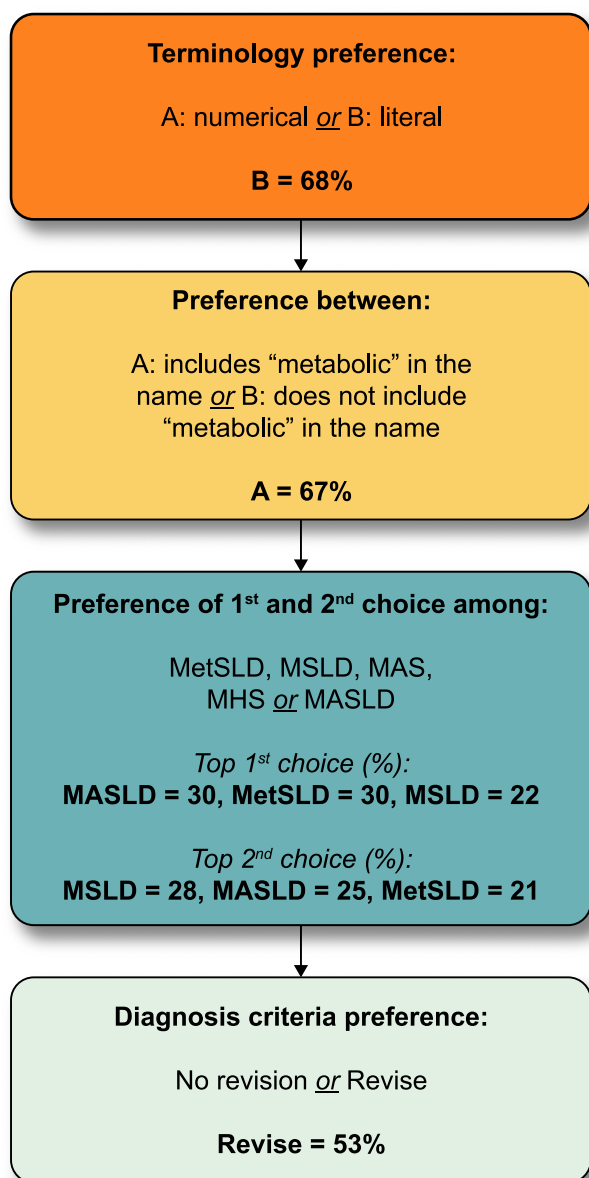 Terminology preference:
A: numerical or B: literal
B = 68%
Preference between:
A: includes “metabolic” in the
name or B: does not include
“metabolic” in the name
A = 67%
Preference of 1st and 2nd choice among:
MetSLD, MSLD, MAS,
MHS or MASLD
Top 1st choice (%):
MASLD = 30, MetSLD = 30, MSLD = 22
Top 2nd choice (%):
MSLD = 28, MASLD = 25, MetSLD = 21
Diagnosis criteria preference:
No revision or Revise
Revise = 53%